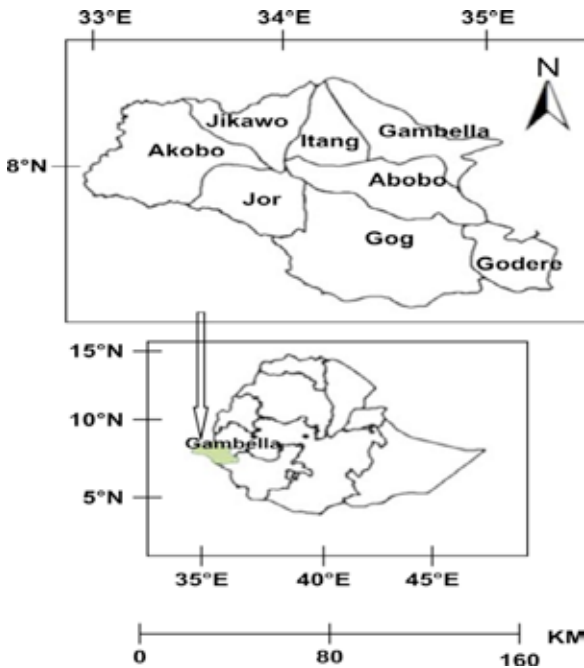 33°E 34°E 35°E
N
Jikawo
Itang Gambella
Akobo
8°N
Abobo
Jor
Gog
Godere
15°N
10°N
Gambella
5°N
35°E 40°E 45°E
KM
0 80 160